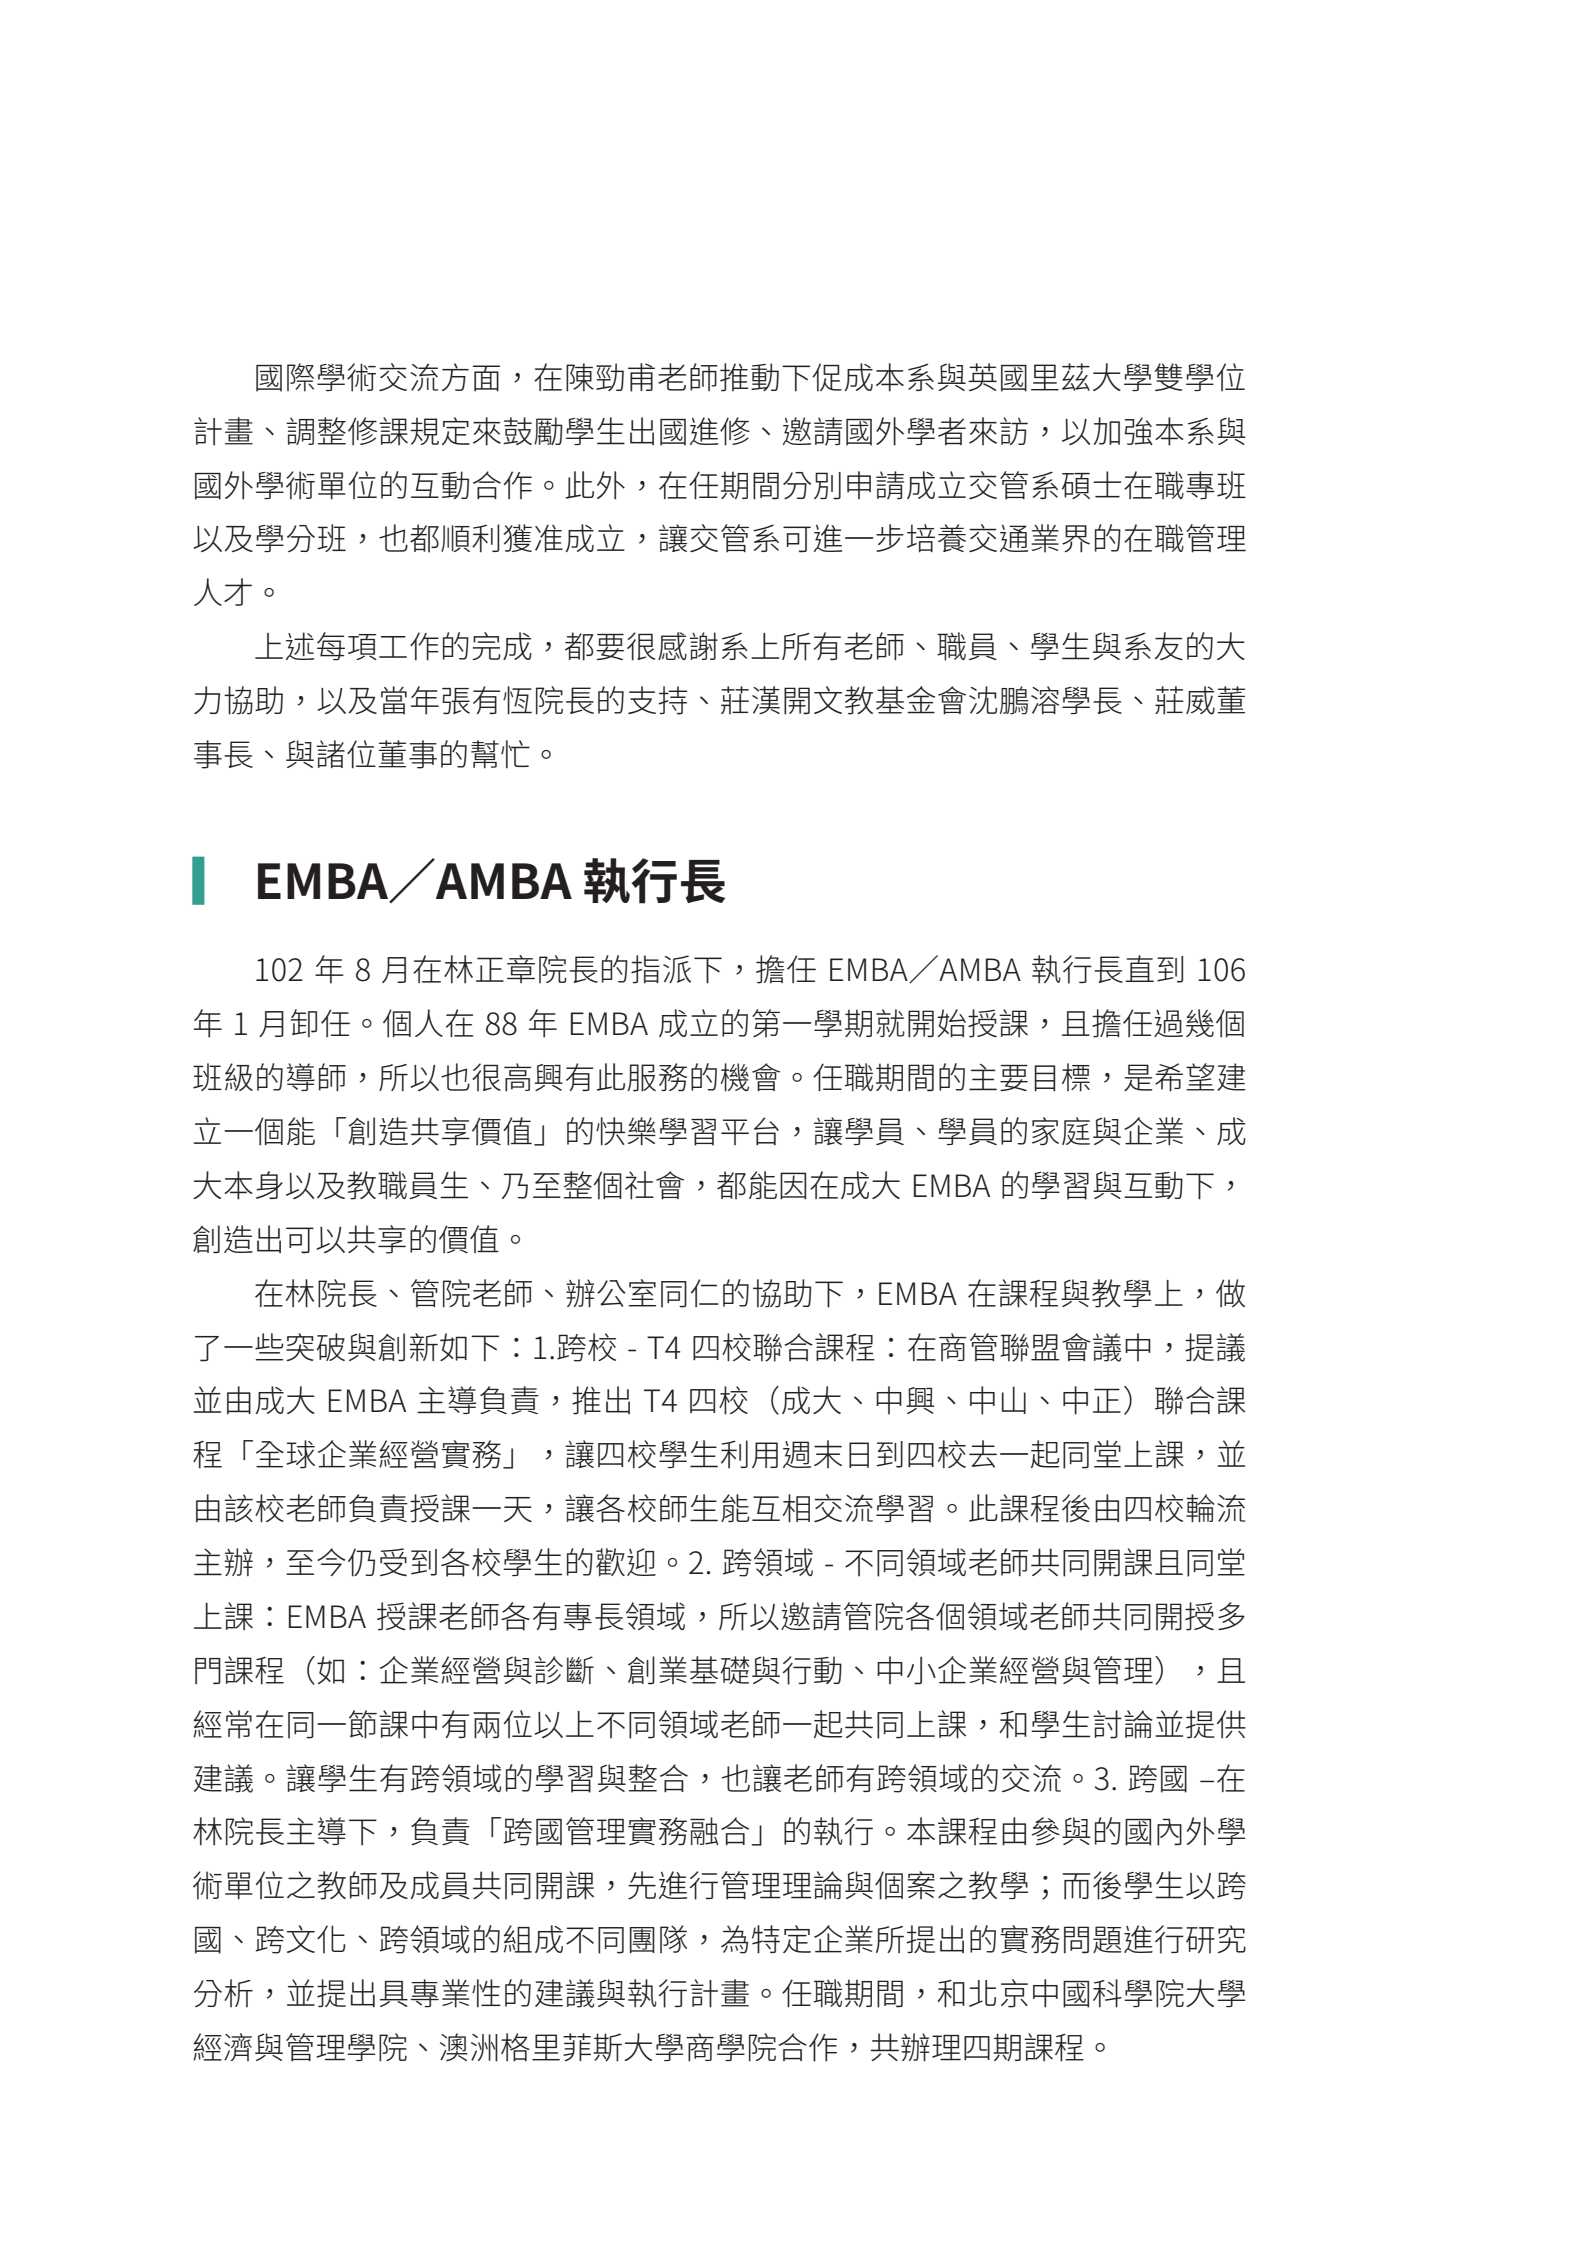 國際學術交流方面，在陳勁甫老師推動下促成本系與英國里茲大學雙學位
計畫、調整修課規定來鼓勵學生出國進修、邀請國外學者來訪，以加強本系與
國外學術單位的互動合作。此外，在任期間分別申請成立交管系碩士在職專班
以及學分班，也都順利獲准成立，讓交管系可進一步培養交通業界的在職管理
人才。
上述每項工作的完成，都要很感謝系上所有老師、職員、學生與系友的大
力協助，以及當年張有恆院長的支持、莊漢開文教基金會沈鵬溶學長、莊威董
事長、與諸位董事的幫忙。
EMBA／AMBA 執行長
102 年 8 月在林正章院長的指派下，擔任 EMBA／AMBA 執行長直到 106
年 1 月卸任。個人在 88 年 EMBA 成立的第一學期就開始授課，且擔任過幾個
班級的導師，所以也很高興有此服務的機會。任職期間的主要目標，是希望建
立一個能「創造共享價值」的快樂學習平台，讓學員、學員的家庭與企業、成
大本身以及教職員生、乃至整個社會，都能因在成大 EMBA 的學習與互動下，
創造出可以共享的價值。
在林院長、管院老師、辦公室同仁的協助下，EMBA 在課程與教學上，做
了一些突破與創新如下：1.跨校 - T4 四校聯合課程：在商管聯盟會議中，提議
並由成大 EMBA 主導負責，推出 T4 四校（成大、中興、中山、中正）聯合課
程「全球企業經營實務」，讓四校學生利用週末日到四校去一起同堂上課，並
由該校老師負責授課一天，讓各校師生能互相交流學習。此課程後由四校輪流
主辦，至今仍受到各校學生的歡迎。2. 跨領域 - 不同領域老師共同開課且同堂
上課：EMBA 授課老師各有專長領域，所以邀請管院各個領域老師共同開授多
門課程（如：企業經營與診斷、創業基礎與行動、中小企業經營與管理），且
經常在同一節課中有兩位以上不同領域老師一起共同上課，和學生討論並提供
建議。讓學生有跨領域的學習與整合，也讓老師有跨領域的交流。3. 跨國 –在
林院長主導下，負責「跨國管理實務融合」的執行。本課程由參與的國內外學
術單位之教師及成員共同開課，先進行管理理論與個案之教學；而後學生以跨
國、跨文化、跨領域的組成不同團隊，為特定企業所提出的實務問題進行研究
分析，並提出具專業性的建議與執行計畫。任職期間，和北京中國科學院大學
經濟與管理學院、澳洲格里菲斯大學商學院合作，共辦理四期課程。